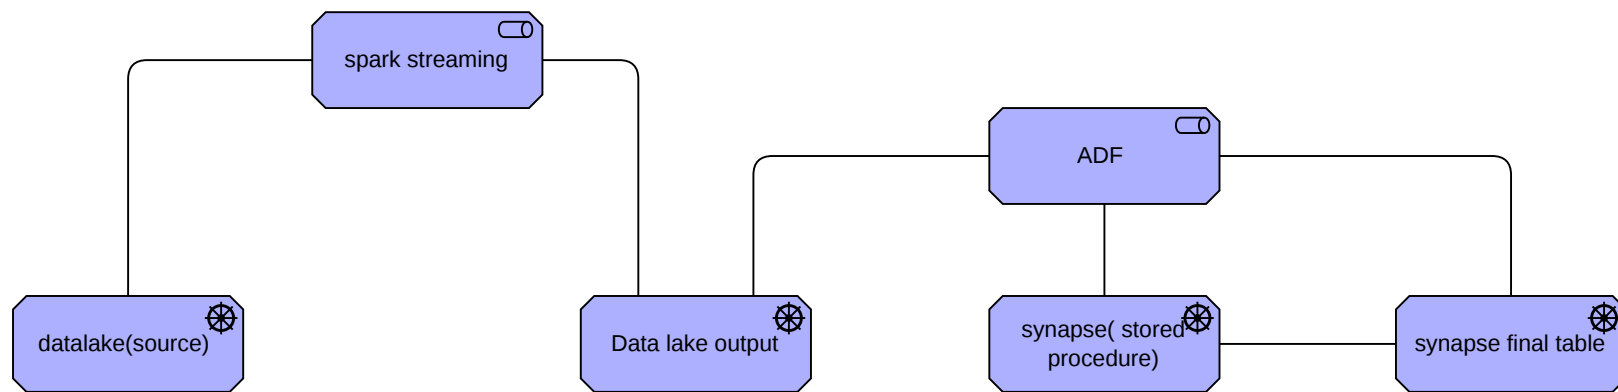 spark streaming
ADF
datalake(source)
Data lake output
synapse( stored
procedure)
synapse final table